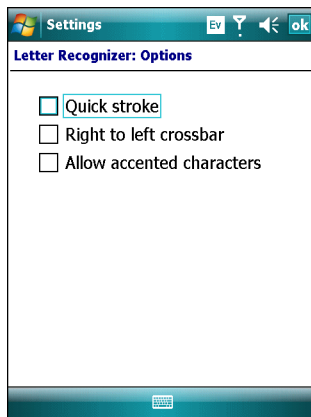 Settings Ev ok
Letter Recognizer: Options
Quick stroke
Right to left crossbar
Allow accented characters